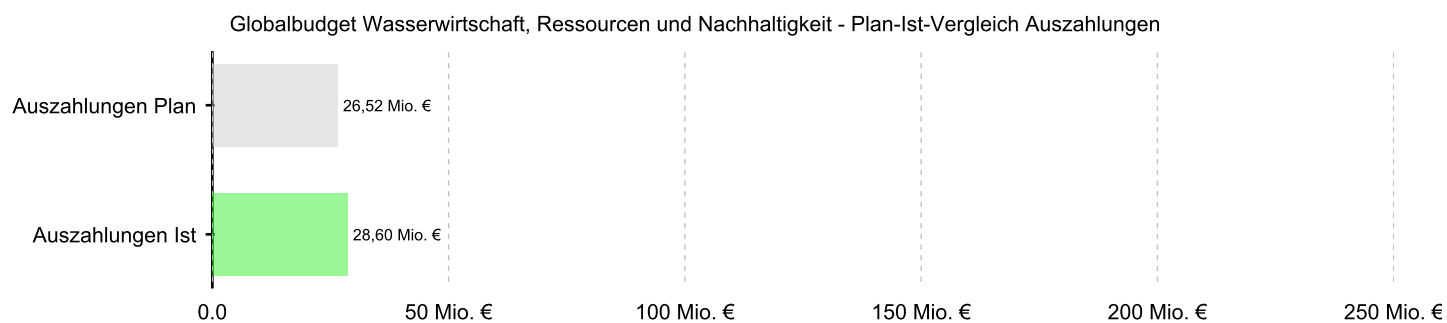 Globalbudget Wasserwirtschaft, Ressourcen und Nachhaltigkeit - Plan-Ist-Vergleich Auszahlungen
Auszahlungen Plan
26,52 Mio. €
Auszahlungen Ist
28,60 Mio. €
0.0 50 Mio. € 100 Mio. € 150 Mio. € 200 Mio. € 250 Mio. €